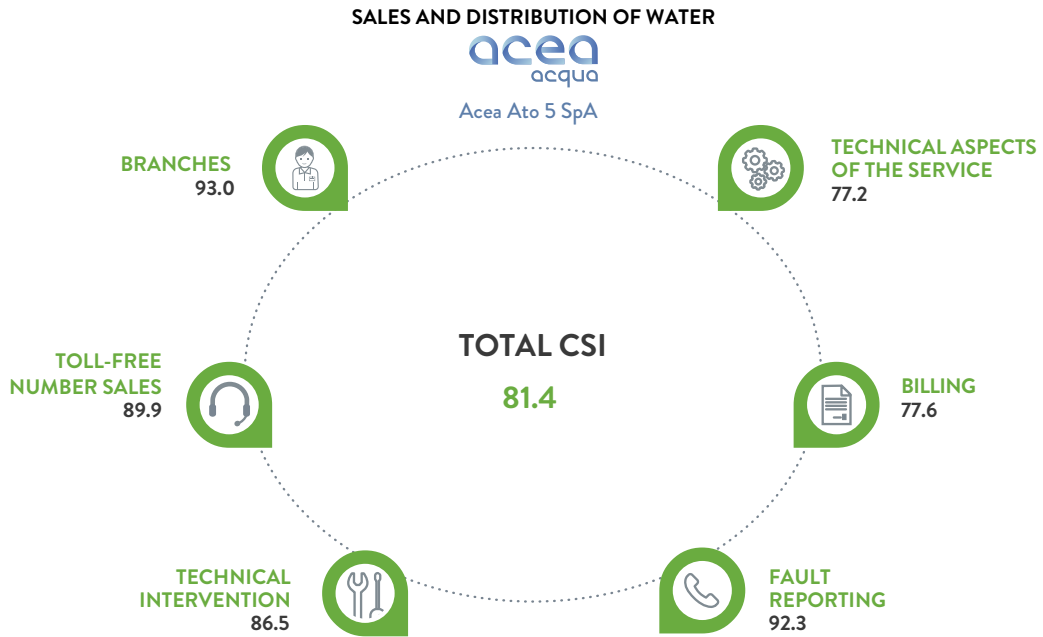 SALES AND DISTRIBUTION OF WATER
acea
acqua
Acea Ato 5 SpA
BRANCHES
93.0
TECHNICAL ASPECTS
OF THE SERVICE
77.2
TOTAL CSI
81.4
TOLL-FREE
NUMBER SALES
89.9
BILLING
77.6
TECHNICAL
INTERVENTION
86.5
FAULT
REPORTING
92.3